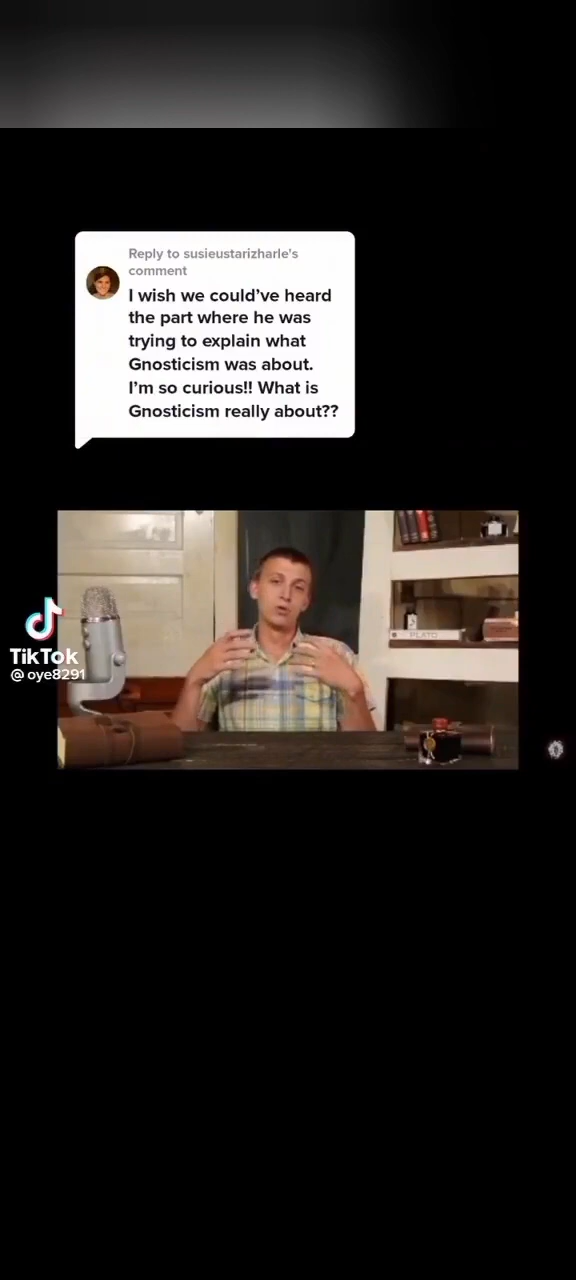 Reply to susieustarizharle's
comment
I wish we could've heard
the part where he was
trying to explain what
Gnosticism was about.
I'm so curious!! What is
Gnosticism really about??
PLATO
TikTok
@ oye8291